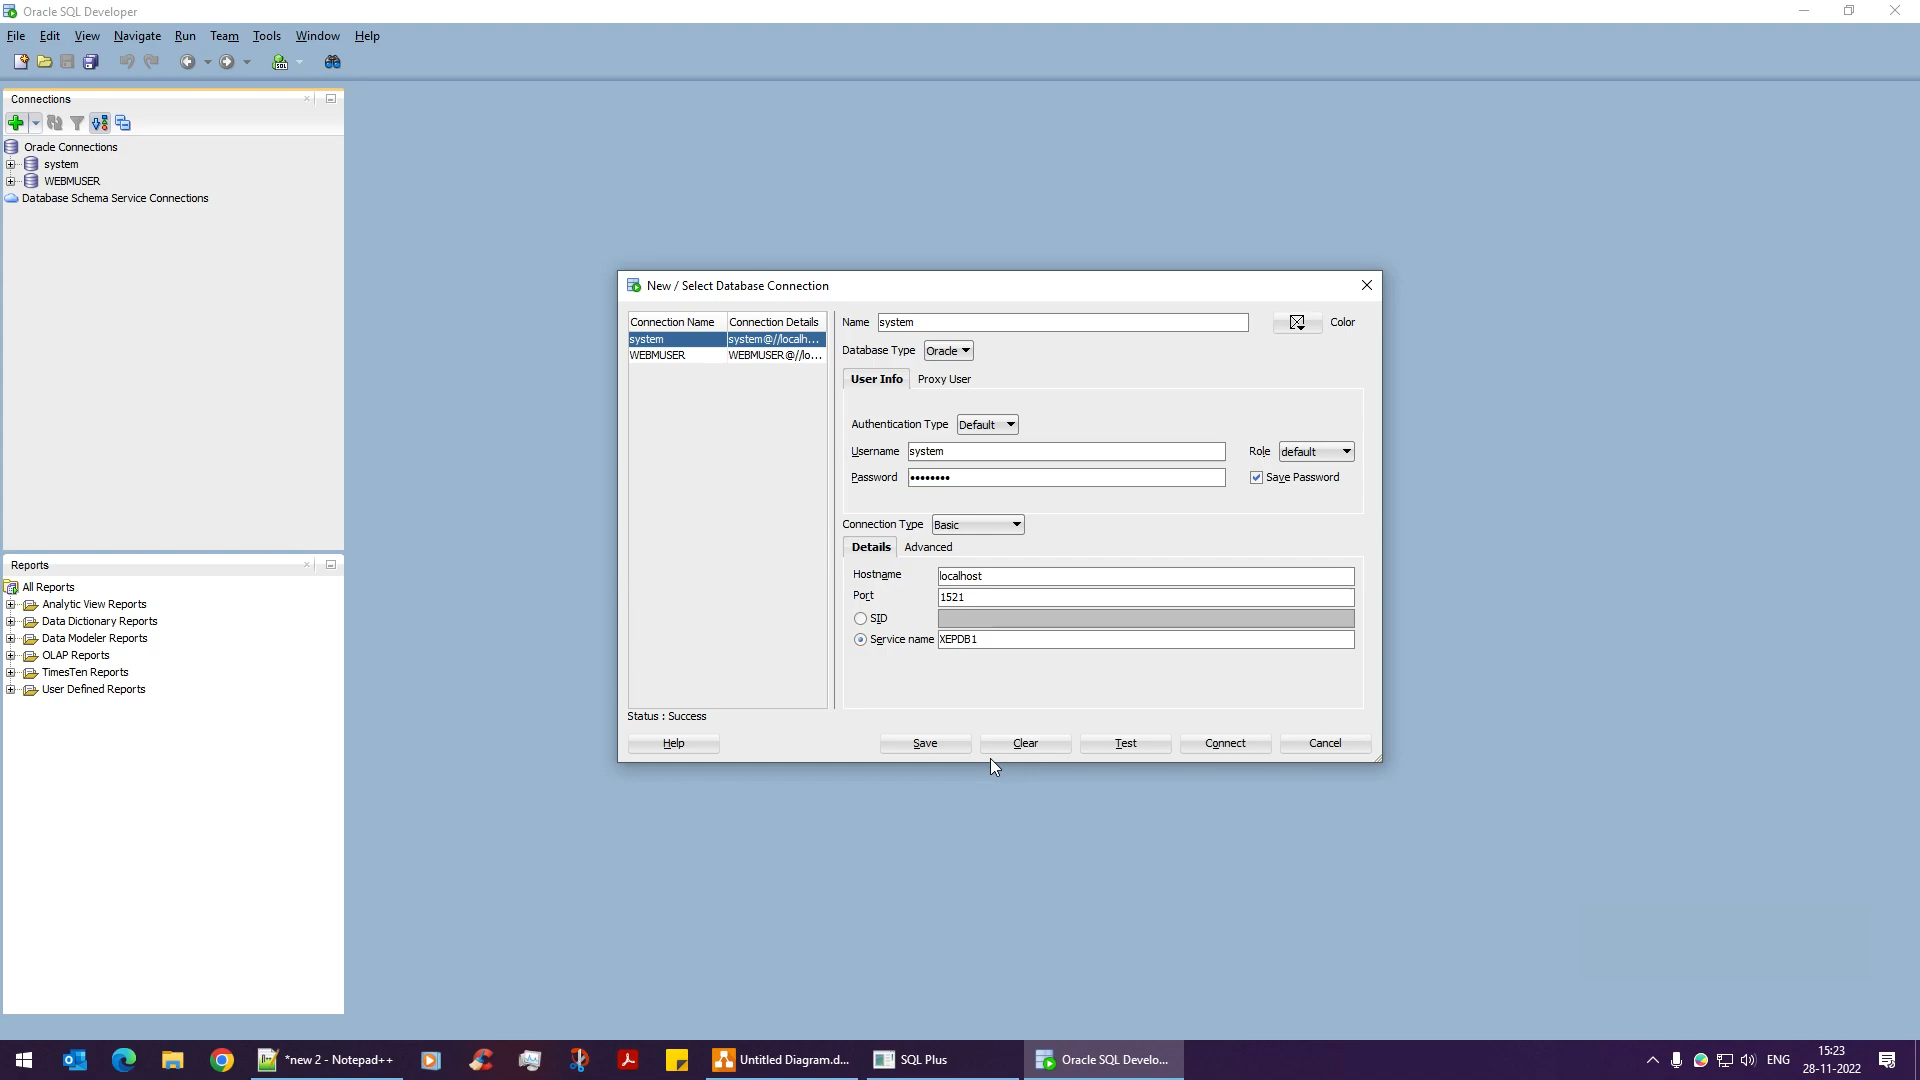 Oracle SQL Developer
File Edit View Navigate Run Team Tools Window Help
Connections
Oracle Connections
system
WEBMUSER
Database Schema Service Connections
Reports
All Reports
Analytic View Reports
Data Dictionary Reports
Data Modeler Reports
OLAP Reports
TimesTen Reports
User Defined Reports
New / Select Database Connection
Connection Name Connection Details
system system@//localh...
WEBMUSER WEBMUSER@//lo...
Status : Success
Name system Color
Database Type Oracle
User Info Proxy User
Authentication Type Default
Username system Role default
Password •••••••• Save Password
Connection Type Basic
Details Advanced
Hostname localhost
Port 1521
SID
Service name XEPDB1
Help Save Clear Test Connect Cancel
*new 2 - Notepad++ Untitled Diagram.d... SQL Plus Oracle SQL Develo... ENG
15:23
28-11-2022